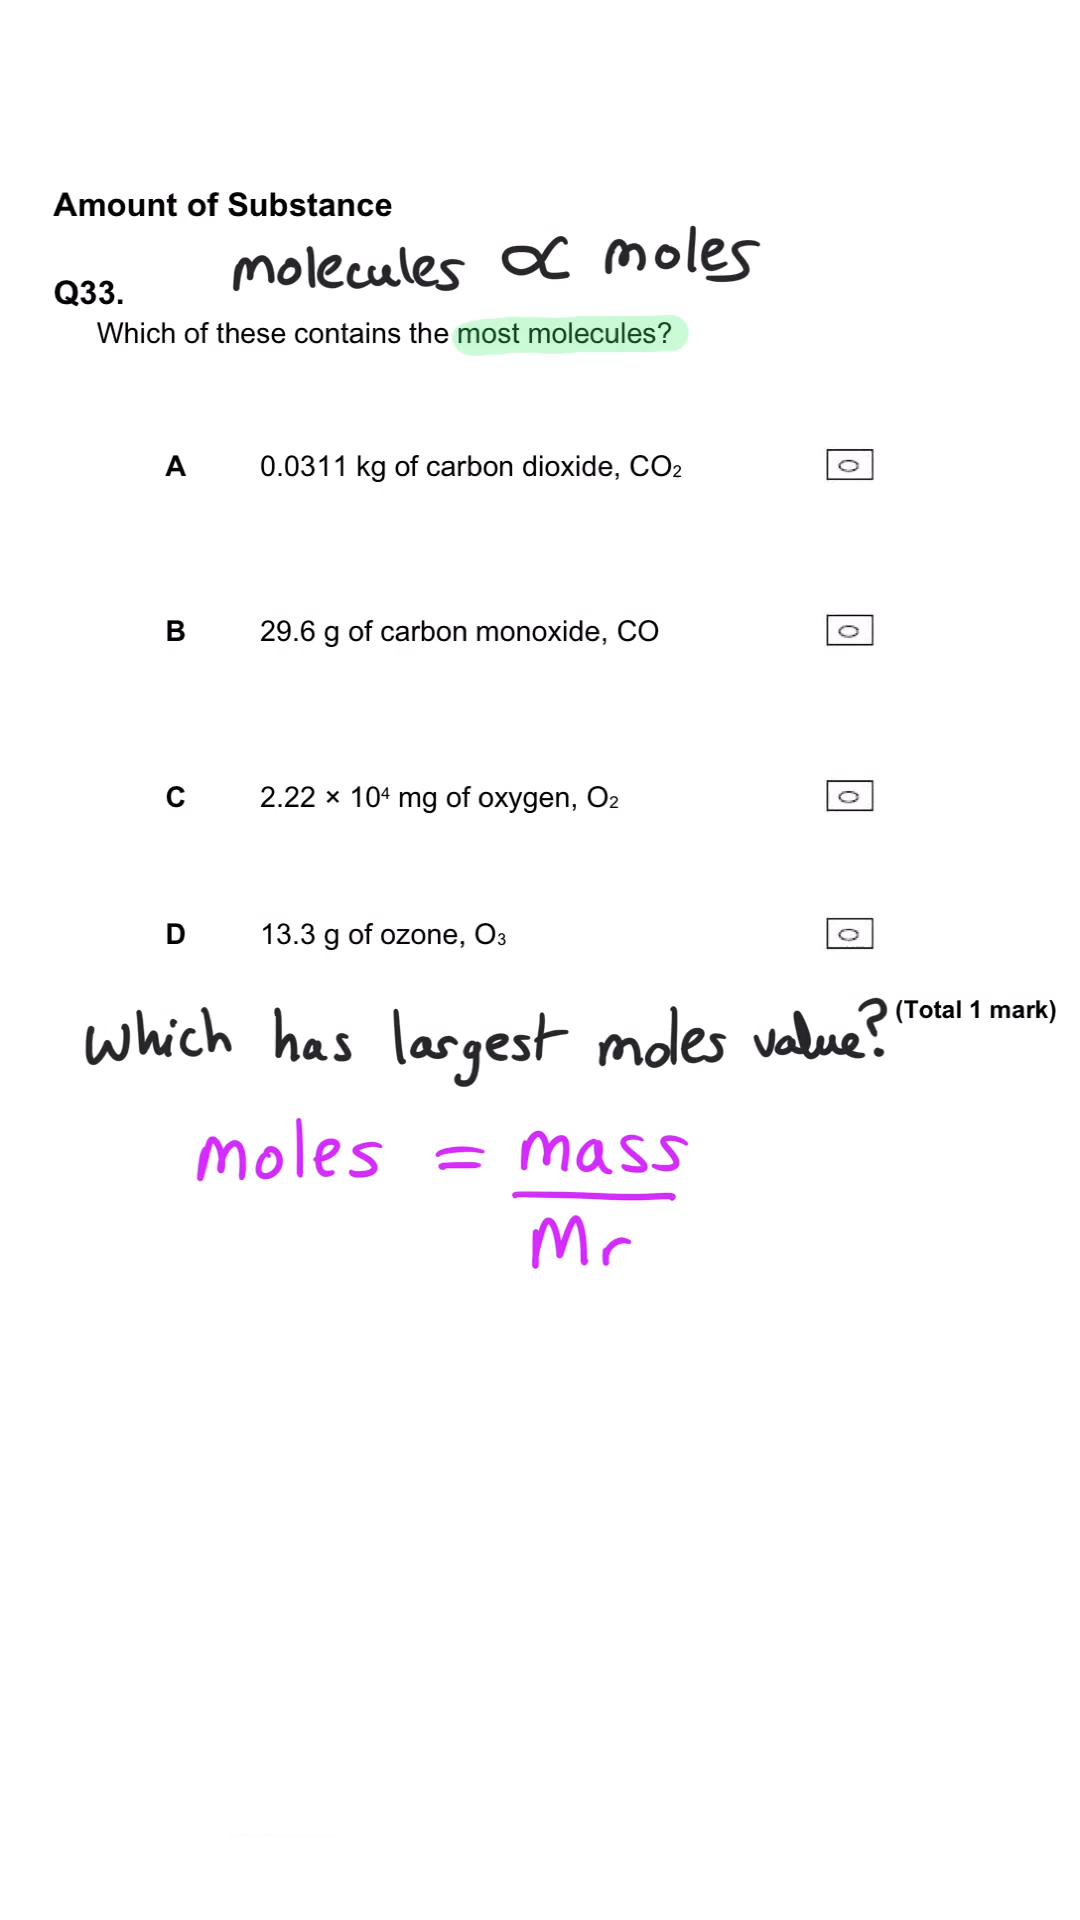 Amount of Substance
molecules ∝ moles
Q33.
Which of these contains the most molecules?
A 0.0311 kg of carbon dioxide, CO₂
B 29.6 g of carbon monoxide, CO
C 2.22 × 10⁴ mg of oxygen, O₂
D 13.3 g of ozone, O₃
(Total 1 mark)
Which has largest moles value?
moles = mass
Mr